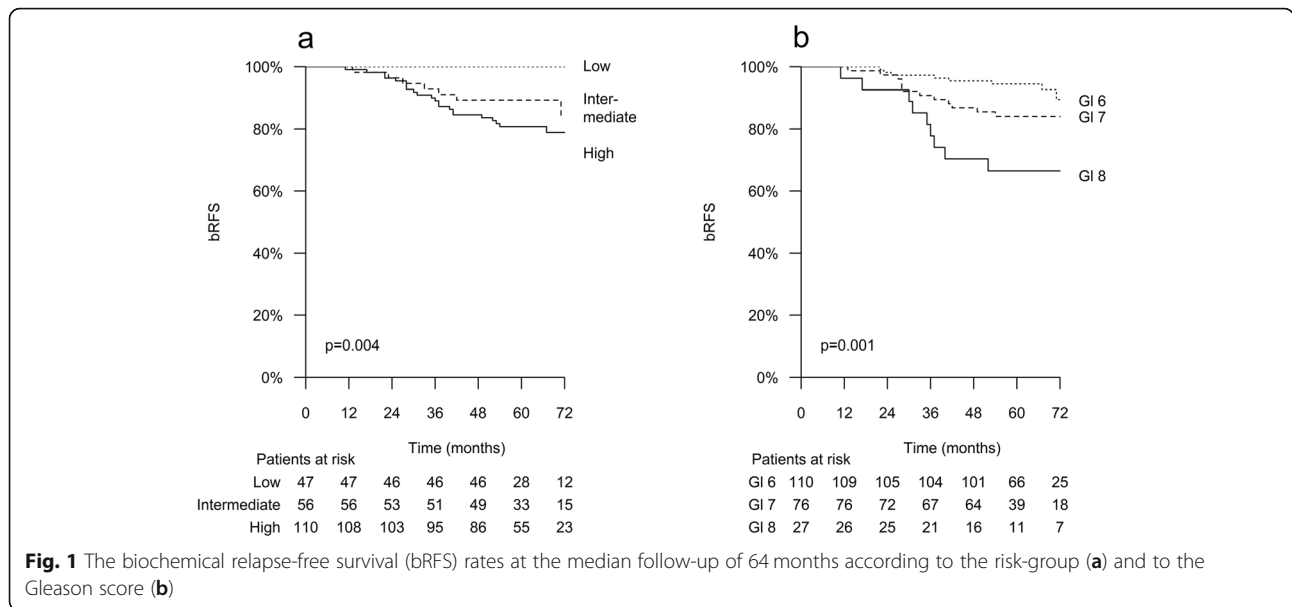 a
100%
80%
60%
40%
20%
0%
bRFS
Low
Inter-
mediate
High
p=0.004
0 12 24 36 48 60 72
Time (months)
Patients at risk
Low 47 47 46 46 46 28 12
Intermediate 56 56 53 51 49 33 15
High 110 108 103 95 86 55 23
b
100%
80%
60%
40%
20%
0%
bRFS
Gl 6
Gl 7
Gl 8
p=0.001
0 12 24 36 48 60 72
Time (months)
Patients at risk
Gl 6 110 109 105 104 101 66 25
Gl 7 76 76 72 67 64 39 18
Gl 8 27 26 25 21 16 11 7
Fig. 1 The biochemical relapse-free survival (bRFS) rates at the median follow-up of 64 months according to the risk-group (a) and to the
Gleason score (b)